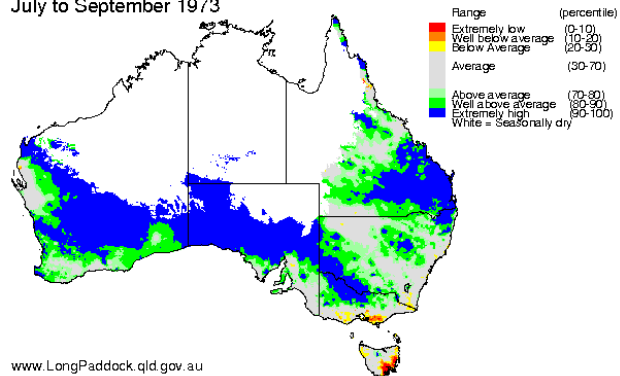 July to September 1973
Range (percentile)
Extremely low (0-10)
Well below average (10-20)
Below Average (20-30)
Average (30-70)
Above average (70-80)
Well above average (80-90)
Extremely high (90-100)
White = Seasonally dry
www.LongPaddock.qld.gov.au